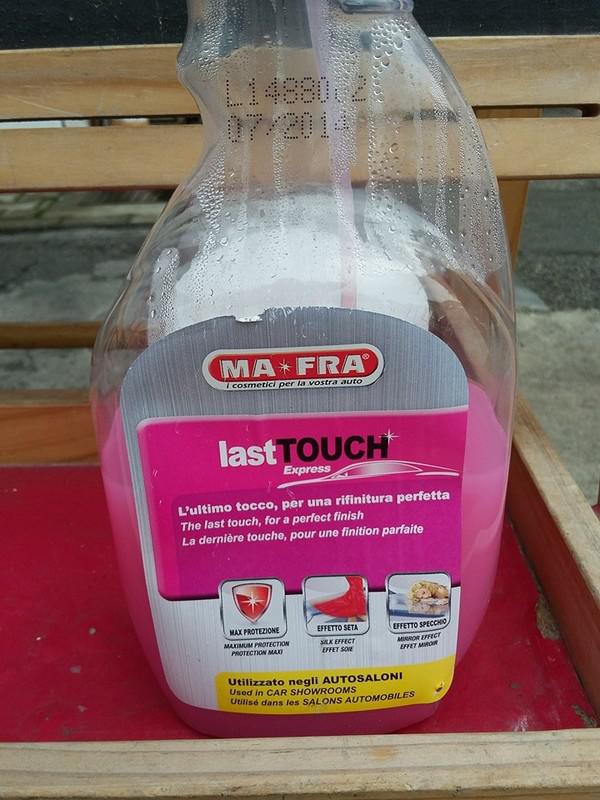 L14880.2
07/2014
MA*FRA®
i cosmetici per la vostra auto
lastTOUCH
Express
L'ultimo tocco, per una rifinitura perfetta
The last touch, for a perfect finish
La dernière touche, pour une finition parfaite
MAX PROTEZIONE EFFETTO SETA EFFETTO SPECCHIO
MAXIMUM PROTECTION SILK EFFECT MIRROR EFFECT
PROTECTION MAXI EFFET SOIE EFFET MIROIR
Utilizzato negli AUTOSALONI
Used in CAR SHOWROOMS
Utilisé dans les SALONS AUTOMOBILES